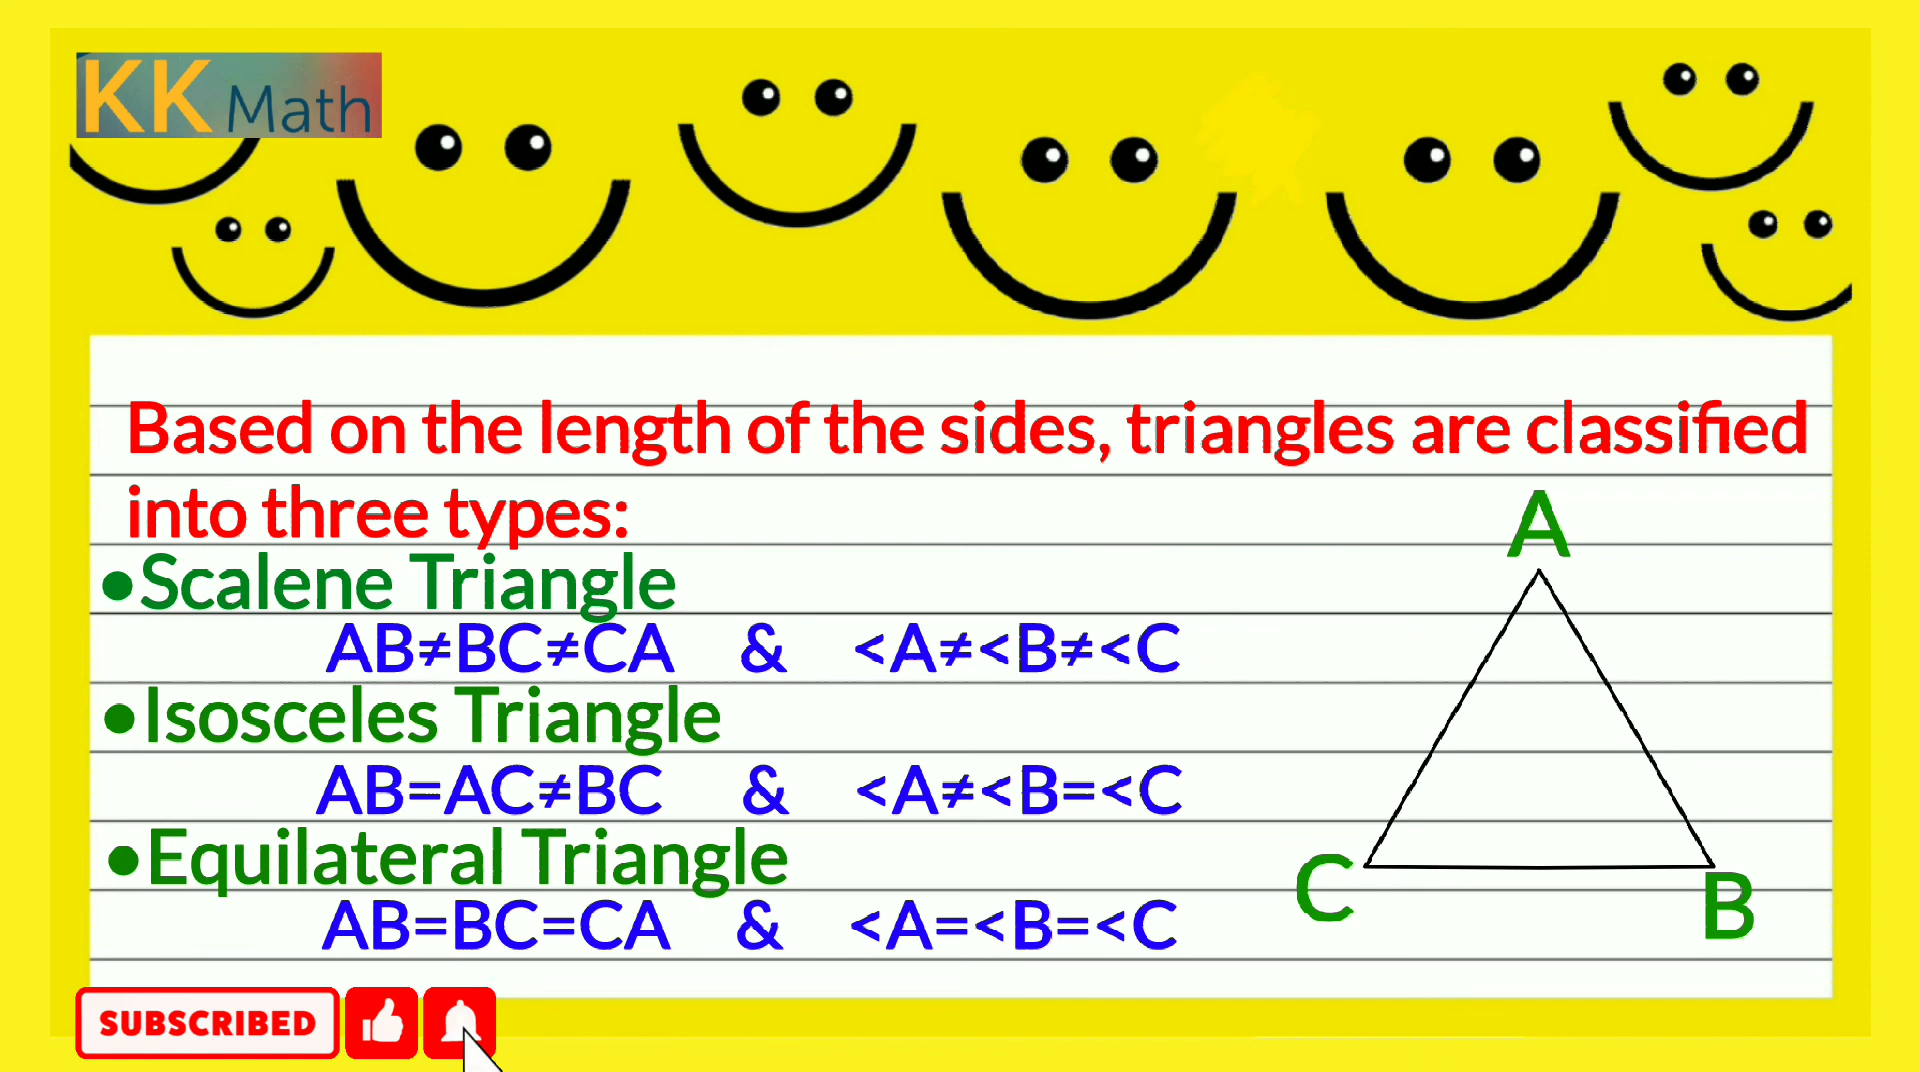 KK Math
Based on the length of the sides, triangles are classified
into three types:
•Scalene Triangle
AB≠BC≠CA & <A≠<B≠<C
•Isosceles Triangle
AB=AC≠BC & <A≠<B=<C
•Equilateral Triangle
AB=BC=CA & <A=<B=<C
A
C
B
SUBSCRIBED